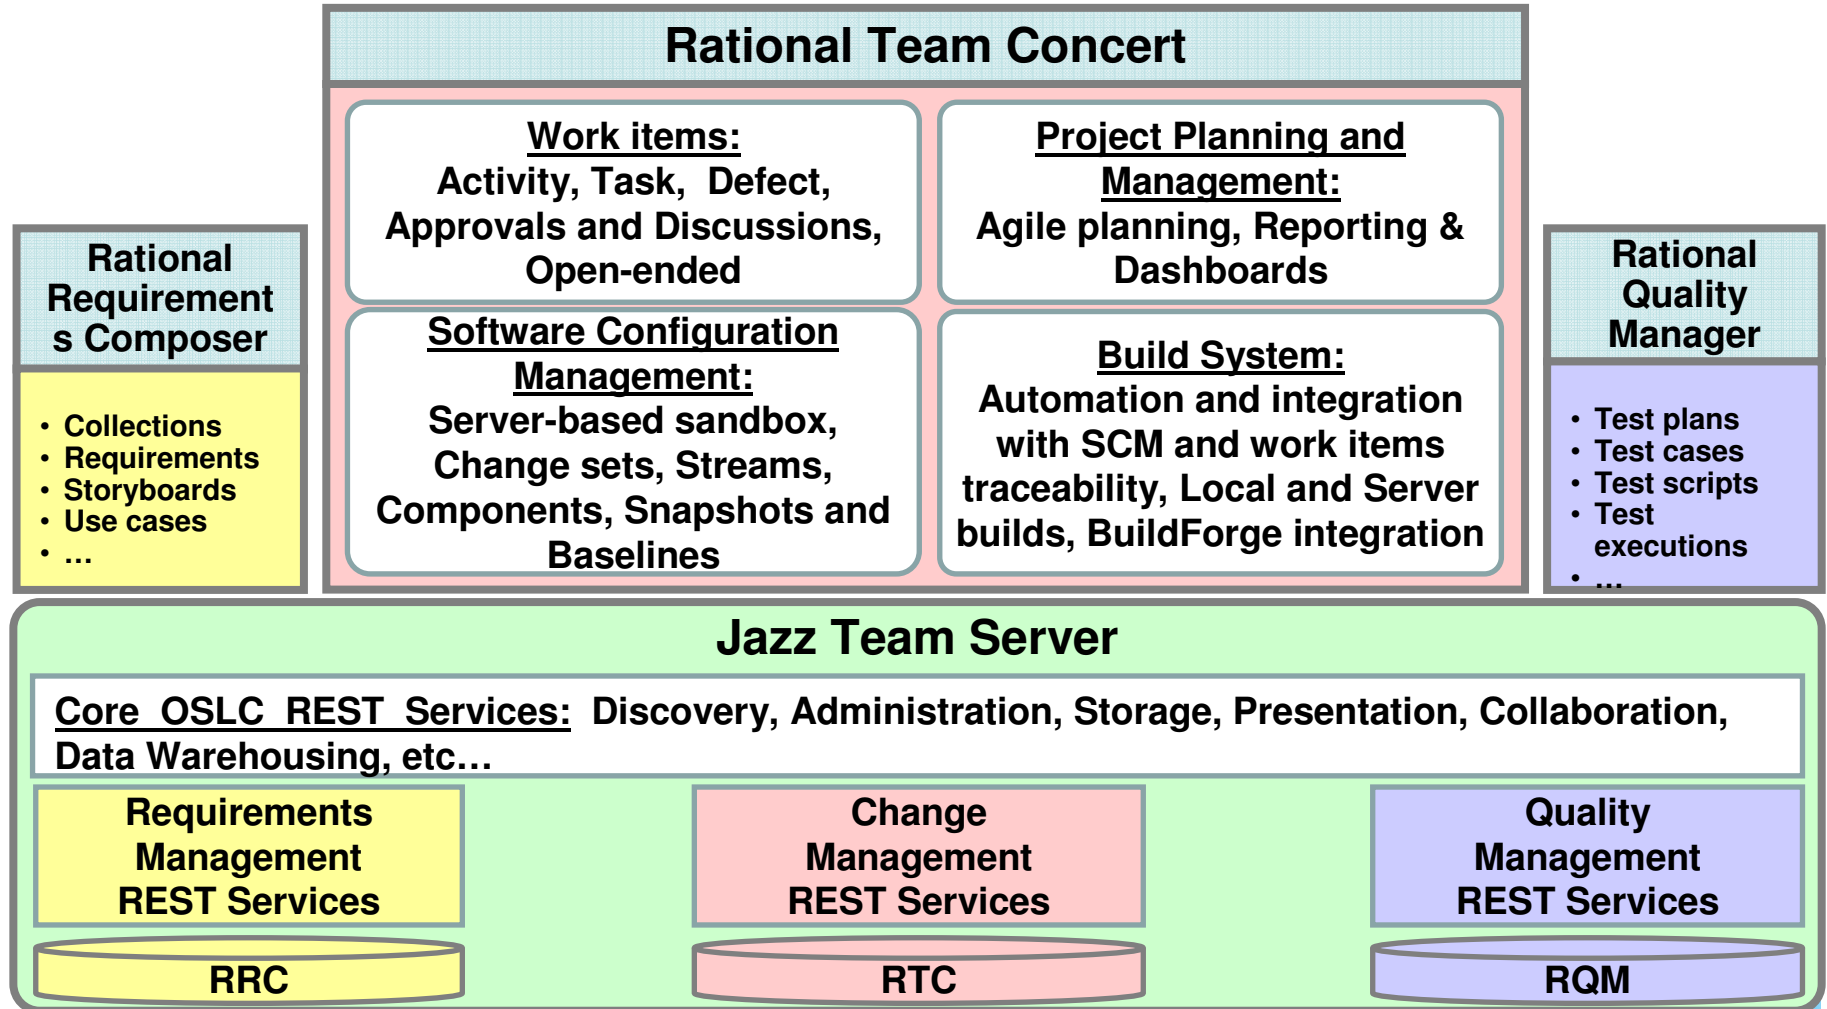 Rational Team Concert
Work items:
Activity, Task,  Defect,
Approvals and Discussions,
Open-ended
Project Planning and
Management:
Agile planning, Reporting &
Dashboards
Software Configuration
Management:
Server-based sandbox,
Change sets, Streams,
Components, Snapshots and
Baselines
Build System:
Automation and integration
with SCM and work items
traceability, Local and Server
builds, BuildForge integration
Rational
Requirement
s Composer
• Collections
• Requirements
• Storyboards
• Use cases
• ...
Rational
Quality
Manager
• Test plans
• Test cases
• Test scripts
• Test
executions
• ...
Jazz Team Server
Core OSLC REST Services: Discovery, Administration, Storage, Presentation, Collaboration,
Data Warehousing, etc...
Requirements
Management
REST Services
Change
Management
REST Services
Quality
Management
REST Services
RRC
RTC
RQM